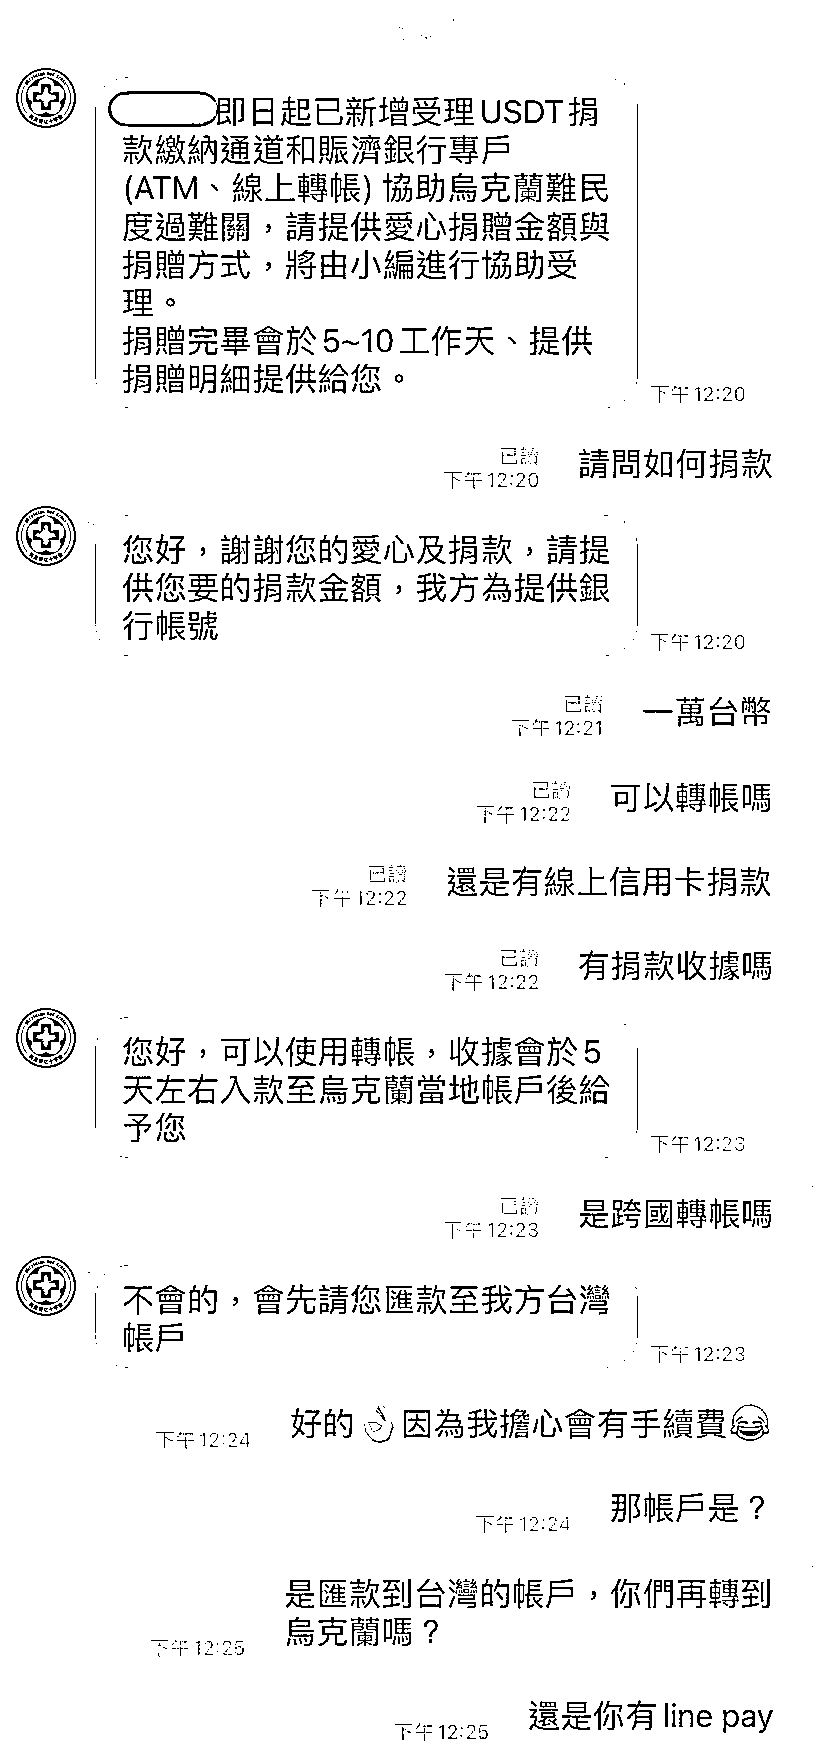 即日起已新增受理USDT捐
款繳納通道和賑濟銀行專戶
(ATM、線上轉帳) 協助烏克蘭難民
度過難關，請提供愛心捐贈金額與
捐贈方式，將由小編進行協助受
理。
捐贈完畢會於5~10工作天、提供
捐贈明細提供給您。
下午12:20
已讀
下午12:20
請問如何捐款
您好，謝謝您的愛心及捐款，請提
供您要的捐款金額，我方為提供銀
行帳號
下午12:20
已讀
下午12:21
一萬台幣
已讀
下午12:22
可以轉帳嗎
已讀
下午12:22
還是有線上信用卡捐款
已讀
下午12:22
有捐款收據嗎
您好，可以使用轉帳，收據會於5
天左右入款至烏克蘭當地帳戶後給
予您
下午12:23
已讀
下午12:23
是跨國轉帳嗎
不會的，會先請您匯款至我方台灣
帳戶
下午12:23
下午12:24
好的👌因為我擔心會有手續費😂
下午12:24
那帳戶是？
是匯款到台灣的帳戶，你們再轉到
烏克蘭嗎？
下午12:25
下午12:25
還是你有line pay